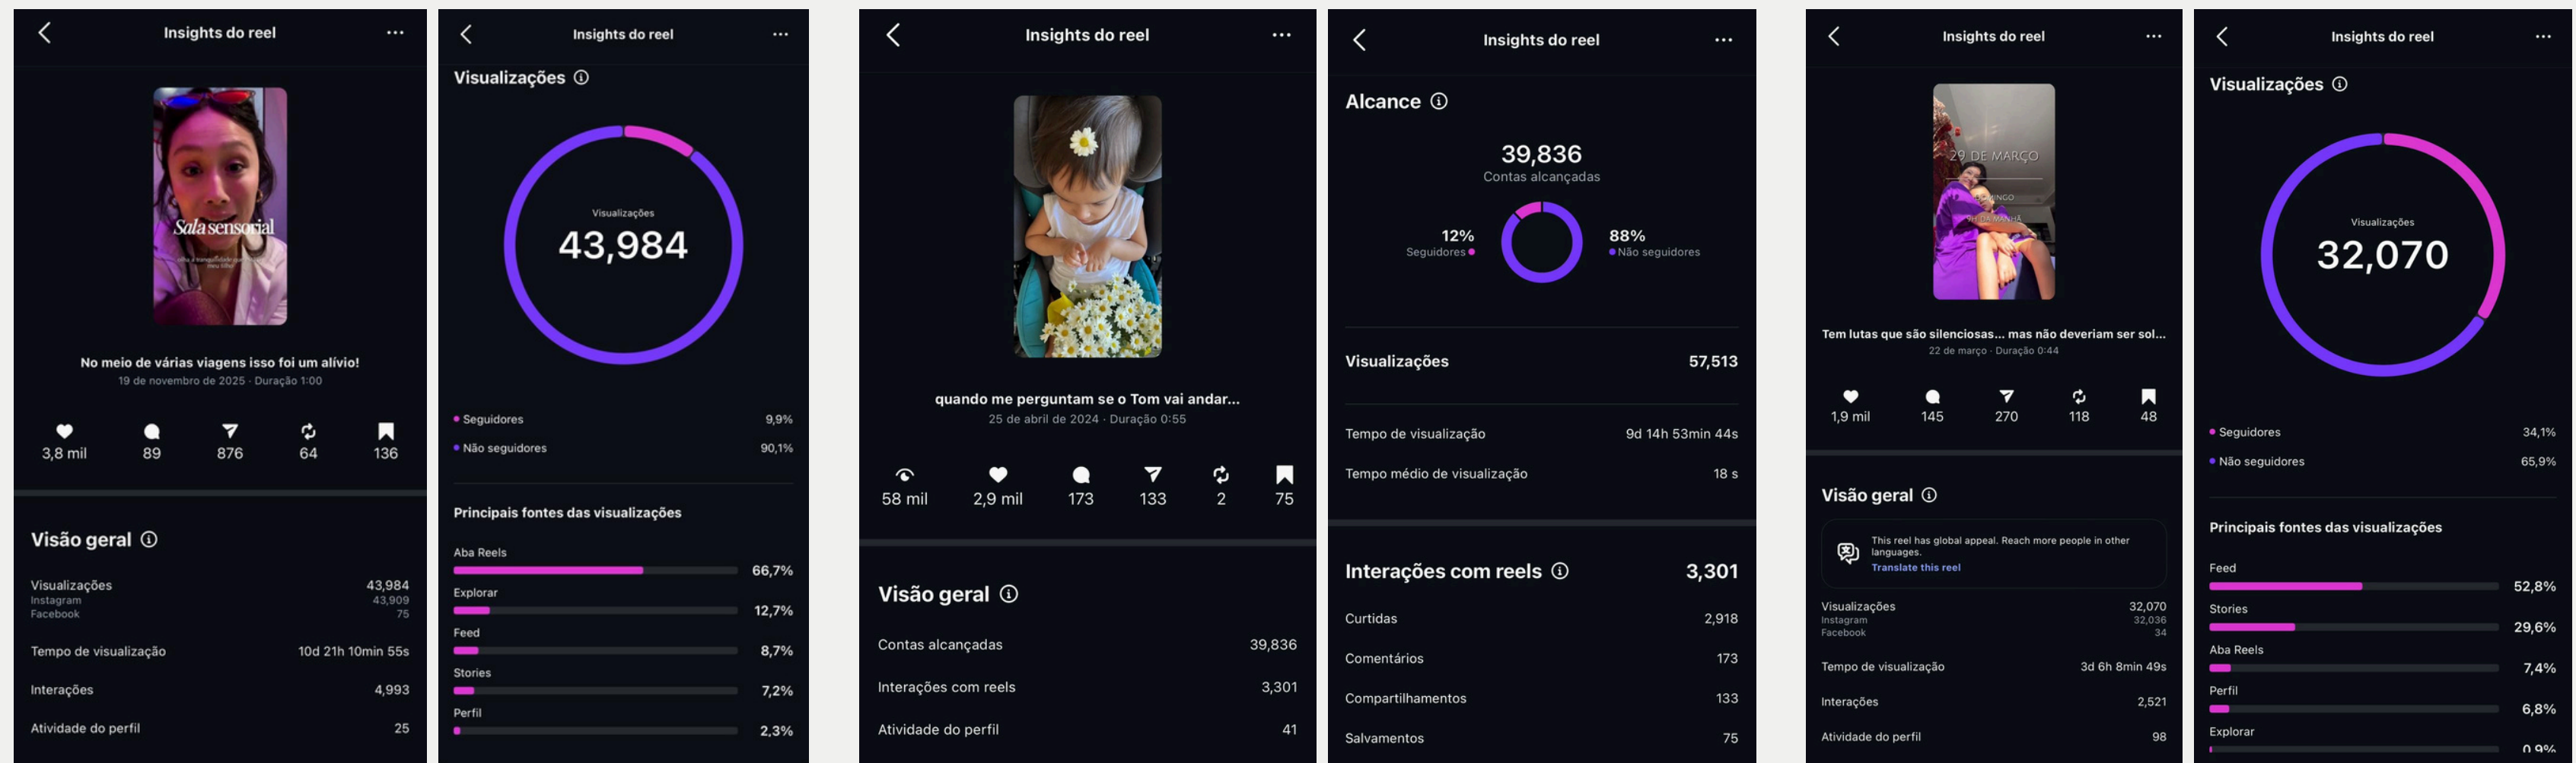 Insights do reel
Sala sensorial
olha a tranquilidade
meu filho
No meio de várias viagens isso foi um alívio!
19 de novembro de 2025 · Duração 1:00
3,8 mil
89
876
64
136
Visão geral
Visualizações 43,984
Instagram 43,909
Facebook 75
Tempo de visualização 10d 21h 10min 55s
Interações 4,993
Atividade do perfil 25
Insights do reel
Visualizações
Visualizações
43,984
Seguidores 9,9%
Não seguidores 90,1%
Principais fontes das visualizações
Aba Reels
66,7%
Explorar
12,7%
Feed
8,7%
Stories
7,2%
Perfil
2,3%
Insights do reel
quando me perguntam se o Tom vai andar...
25 de abril de 2024 · Duração 0:55
58 mil
2,9 mil
173
133
2
75
Visão geral
Contas alcançadas 39,836
Interações com reels 3,301
Atividade do perfil 41
Insights do reel
Alcance
39,836
Contas alcançadas
12%
Seguidores
88%
Não seguidores
Visualizações 57,513
Tempo de visualização 9d 14h 53min 44s
Tempo médio de visualização 18 s
Interações com reels 3,301
Curtidas 2,918
Comentários 173
Compartilhamentos 133
Salvamentos 75
Insights do reel
29 DE MARÇO
DA MANHÃ
Tem lutas que são silenciosas... mas não deveriam ser sol...
22 de março · Duração 0:44
1,9 mil
145
270
118
48
Visão geral
This reel has global appeal. Reach more people in other
languages.
Translate this reel
Visualizações 32,070
Instagram 32,036
Facebook 34
Tempo de visualização 3d 6h 8min 49s
Interações 2,521
Atividade do perfil 98
Insights do reel
Visualizações
Visualizações
32,070
Seguidores 34,1%
Não seguidores 65,9%
Principais fontes das visualizações
Feed
52,8%
Stories
29,6%
Aba Reels
7,4%
Perfil
6,8%
Explorar
0,9%